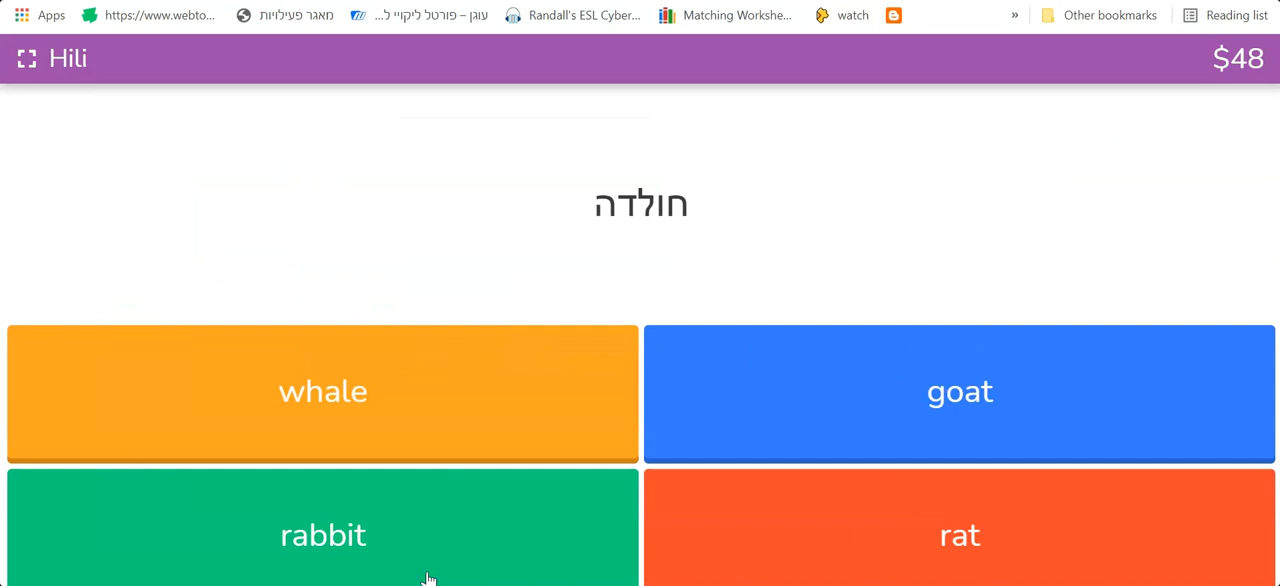 Apps https://www.webto... מאגר פעילויות ...עוגן – פורטל ליקויי ל Randall's ESL Cyber... Matching Workshe... watch » Other bookmarks Reading list
Hili $48
חולדה
whale goat
rabbit rat